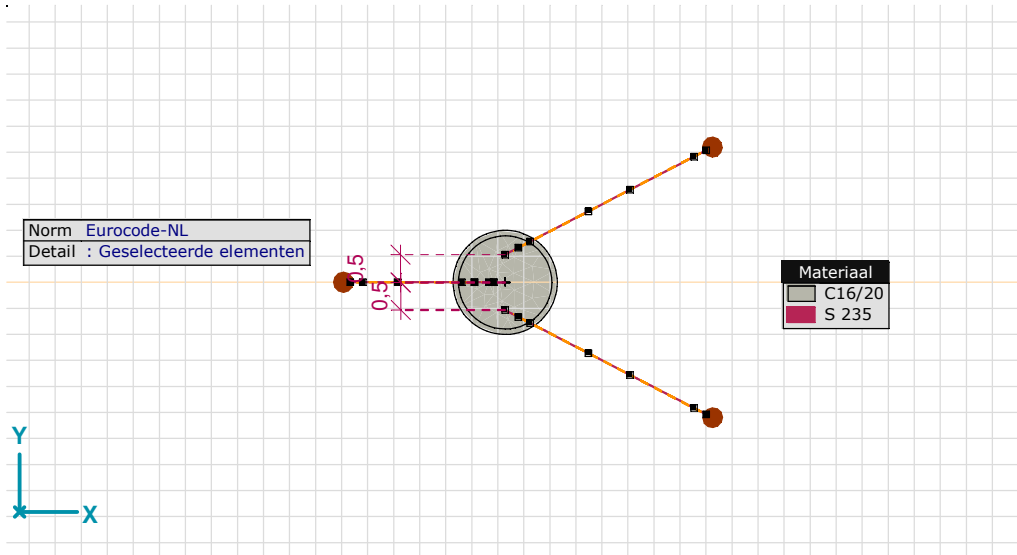 Norm Eurocode-NL
Detail : Geselecteerde elementen
0,5
0,5
Materiaal
C16/20
S 235
Y
X